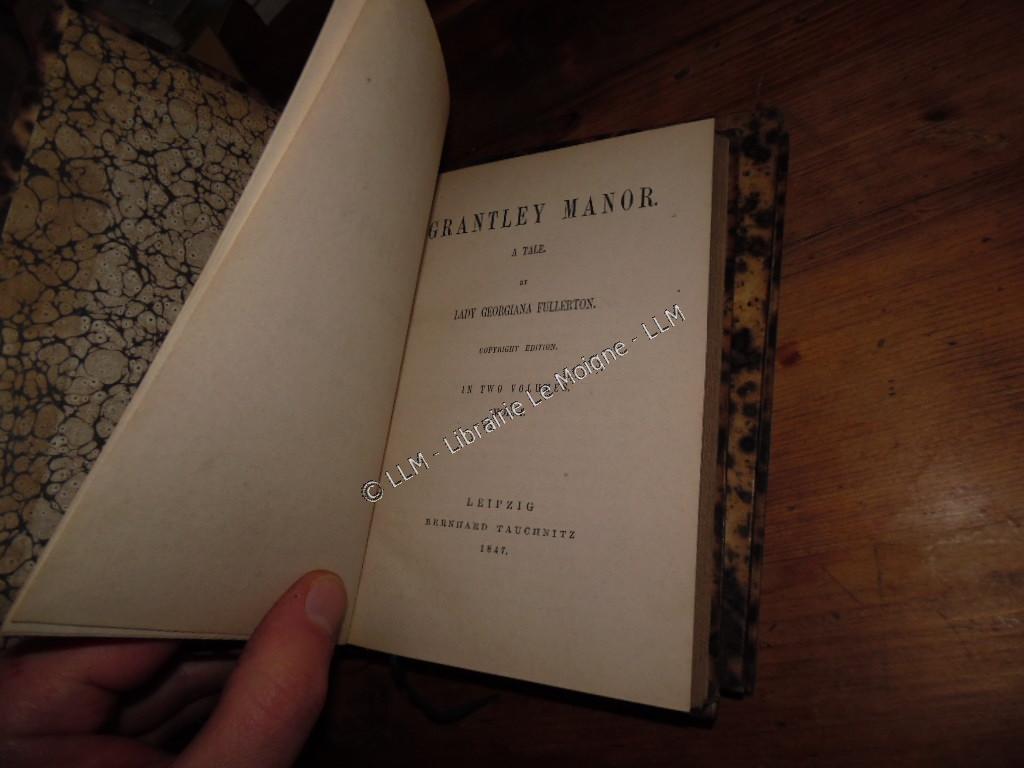 GRANTLEY MANOR.
A TALE.
BY
LADY GEORGIANA FULLERTON.
COPYRIGHT EDITION.
IN TWO VOLUMES.
LEIPZIG
BERNHARD TAUCHNITZ
1847.
© LLM - Librairie Le Moigne - LLM